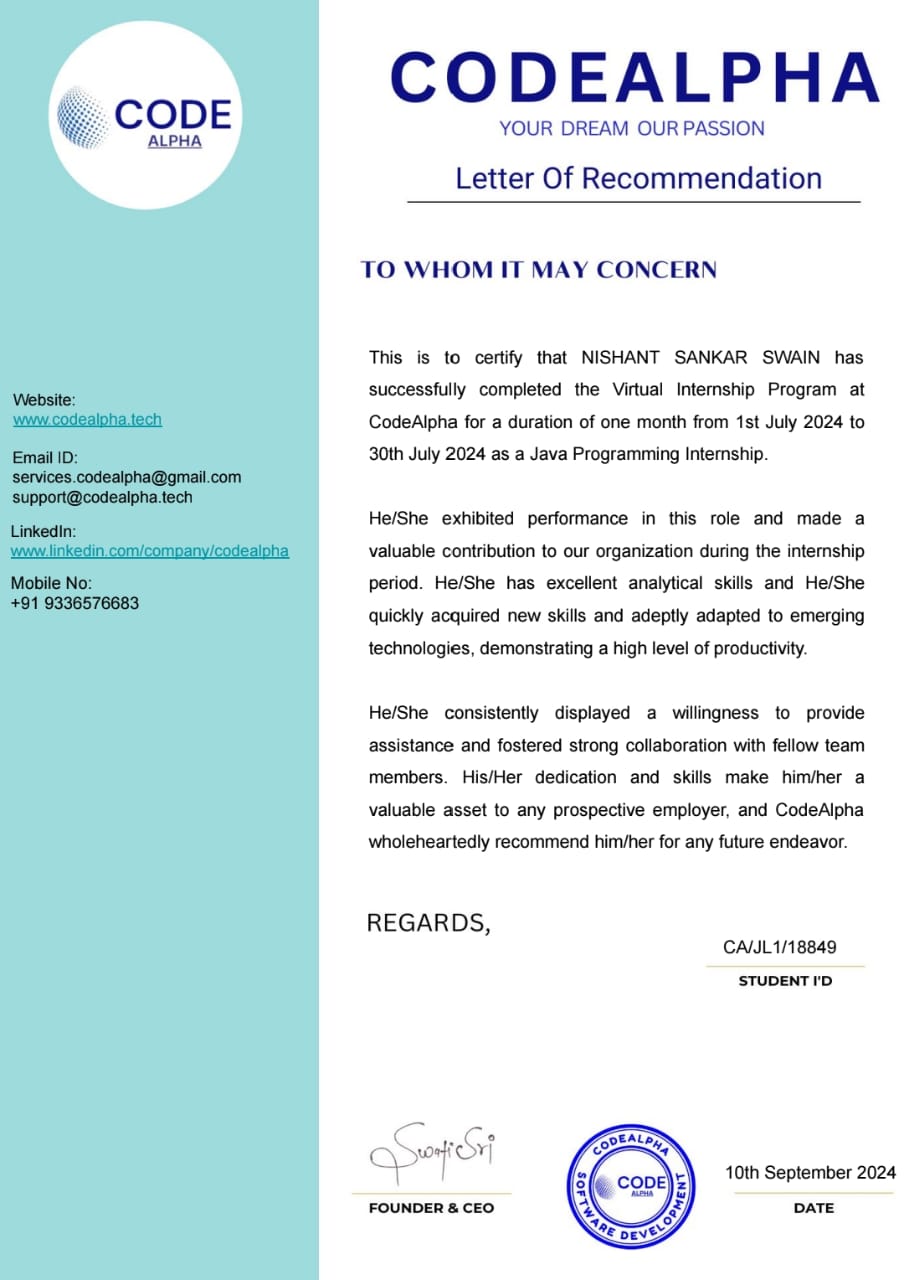 CODE
ALPHA
CODEALPHA
YOUR DREAM OUR PASSION
Letter Of Recommendation
TO WHOM IT MAY CONCERN
This is to certify that NISHANT SANKAR SWAIN has
successfully completed the Virtual Internship Program at
CodeAlpha for a duration of one month from 1st July 2024 to
30th July 2024 as a Java Programming Internship.
He/She exhibited performance in this role and made a
valuable contribution to our organization during the internship
period. He/She has excellent analytical skills and He/She
quickly acquired new skills and adeptly adapted to emerging
technologies, demonstrating a high level of productivity.
He/She consistently displayed a willingness to provide
assistance and fostered strong collaboration with fellow team
members. His/Her dedication and skills make him/her a
valuable asset to any prospective employer, and CodeAlpha
wholeheartedly recommend him/her for any future endeavor.
Website:
www.codealpha.tech
Email ID:
services.codealpha@gmail.com
support@codealpha.tech
LinkedIn:
www.linkedin.com/company/codealpha
Mobile No:
+91 9336576683
REGARDS,
CA/JL1/18849
STUDENT I'D
Swati Sri
FOUNDER & CEO
CODEALPHA
CODE
ALPHA
SOFTWARE DEVELOPMENT
10th September 2024
DATE